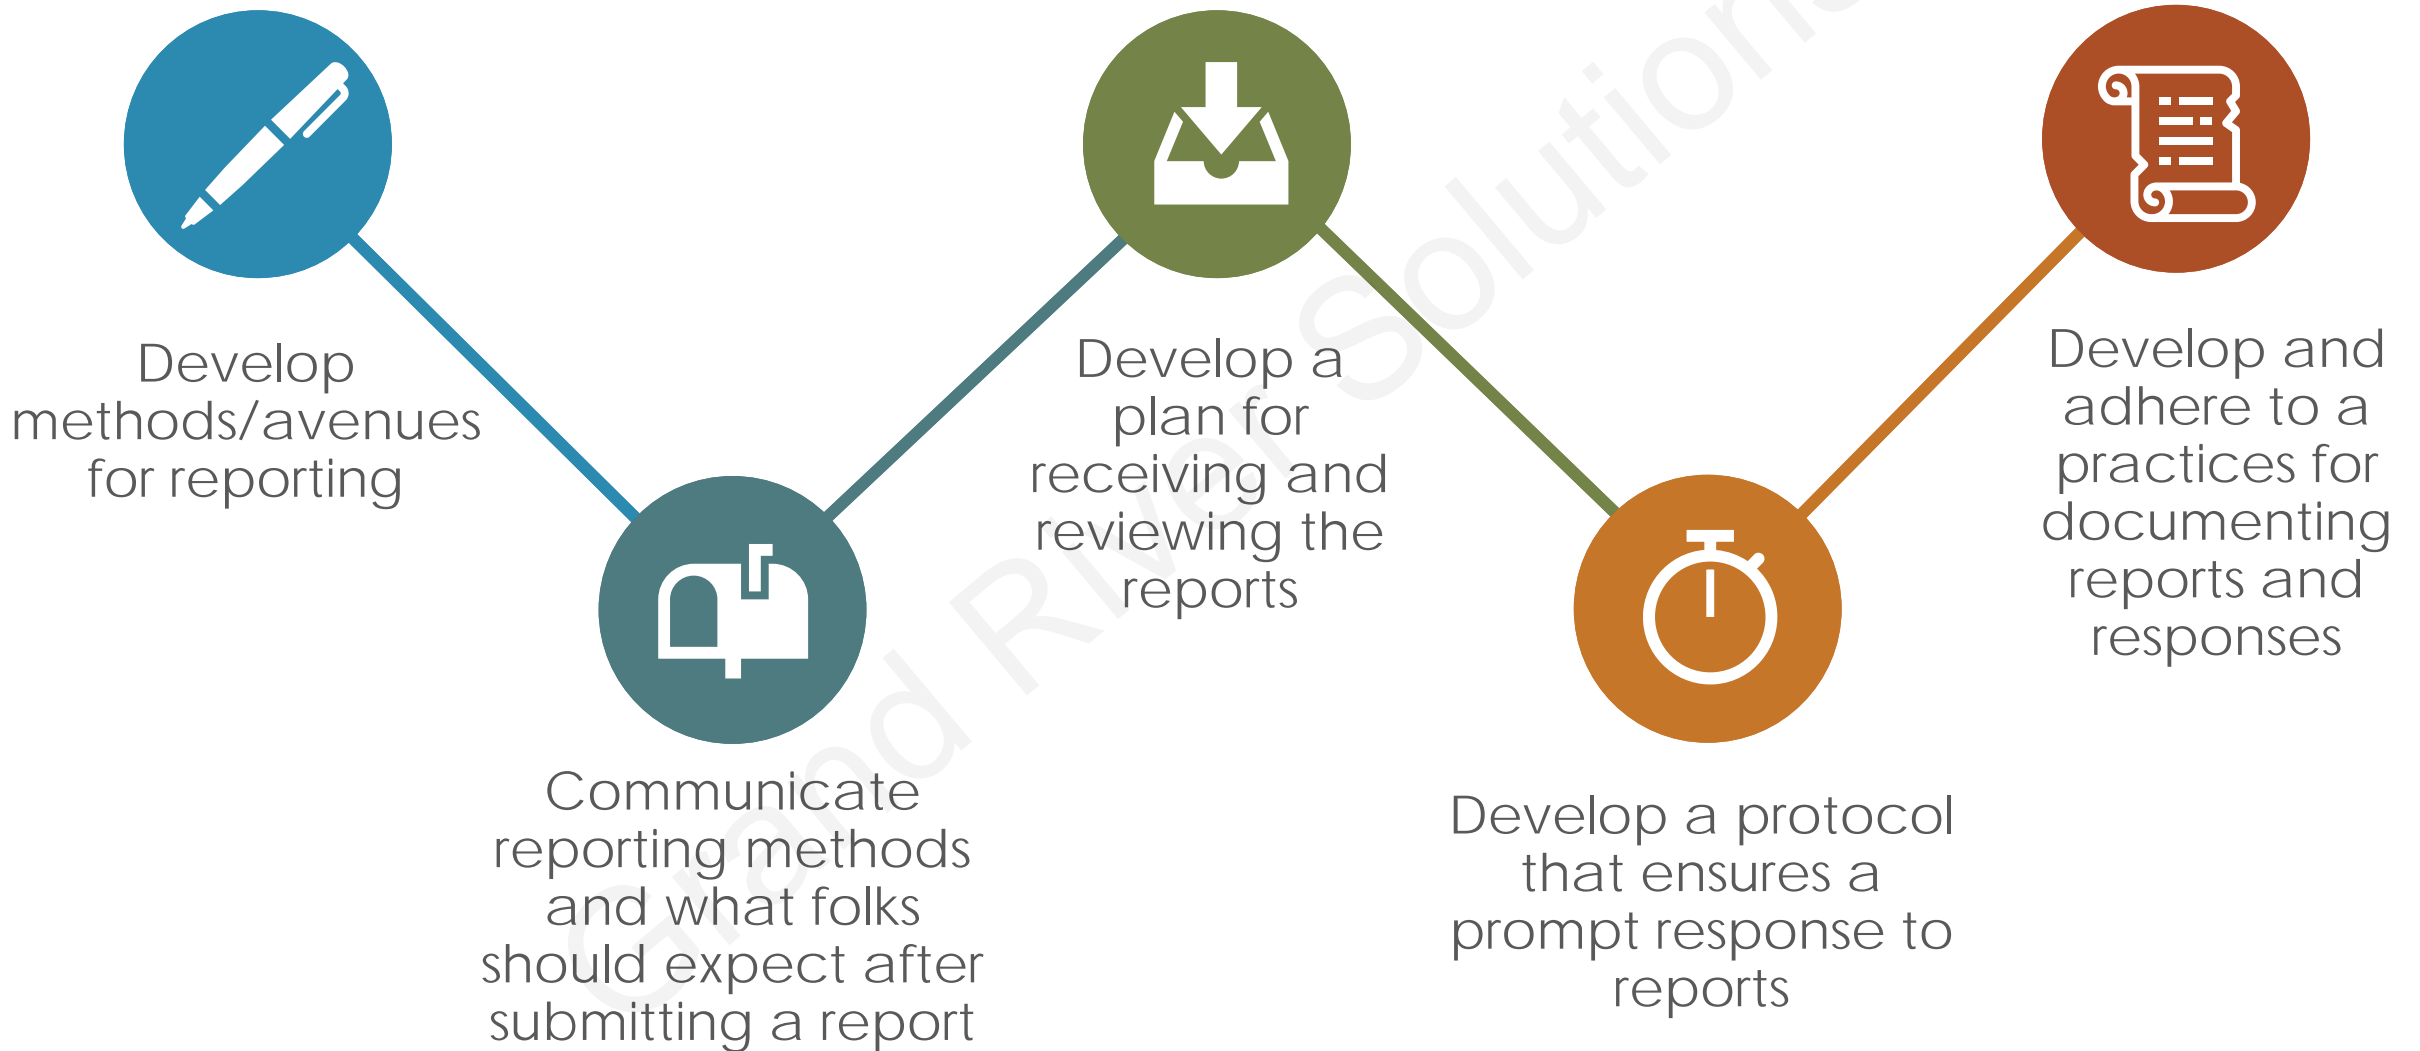 Develop
methods/avenues
for reporting
Communicate
reporting methods
and what folks
should expect after
submitting a report
Develop a
plan for
receiving and
reviewing the
reports
Develop a protocol
that ensures a
prompt response to
reports
Develop and
adhere to a
practices for
documenting
reports and
responses
Grand River Solutions